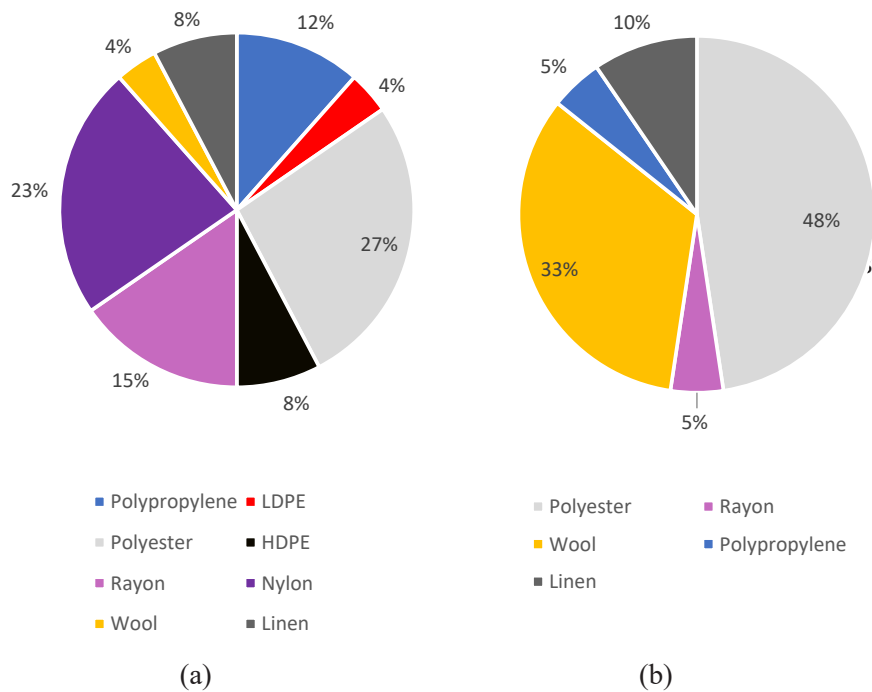 8%
12%
4%
4%
23%
27%
15%
8%
Polypropylene LDPE
Polyester HDPE
Rayon Nylon
Wool Linen
(a)
10%
5%
48%
33%
5%
Polyester Rayon
Wool Polypropylene
Linen
(b)